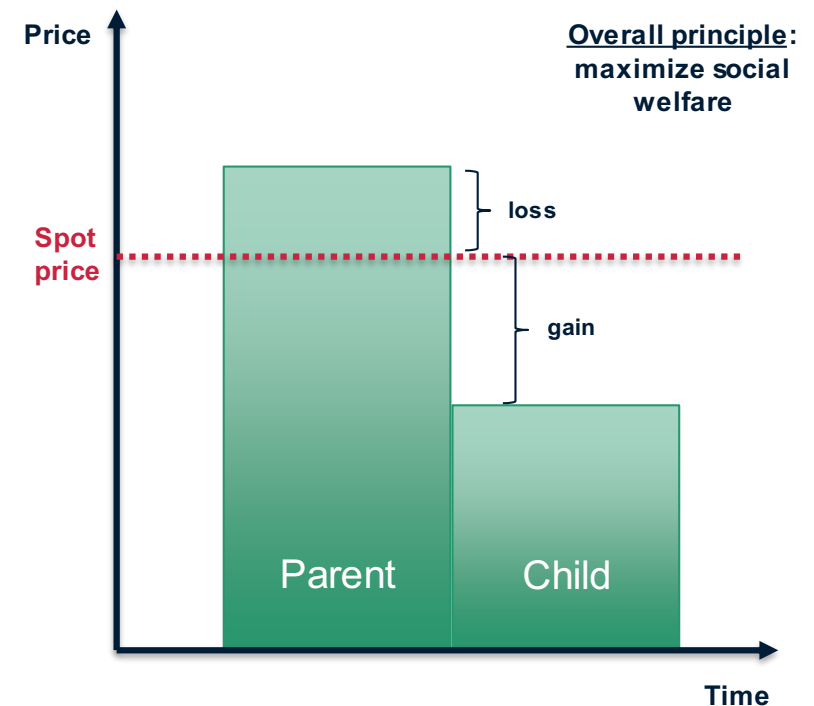 Price
Overall principle:
maximize social
welfare
loss
Spot
price
gain
Parent
Child
Time